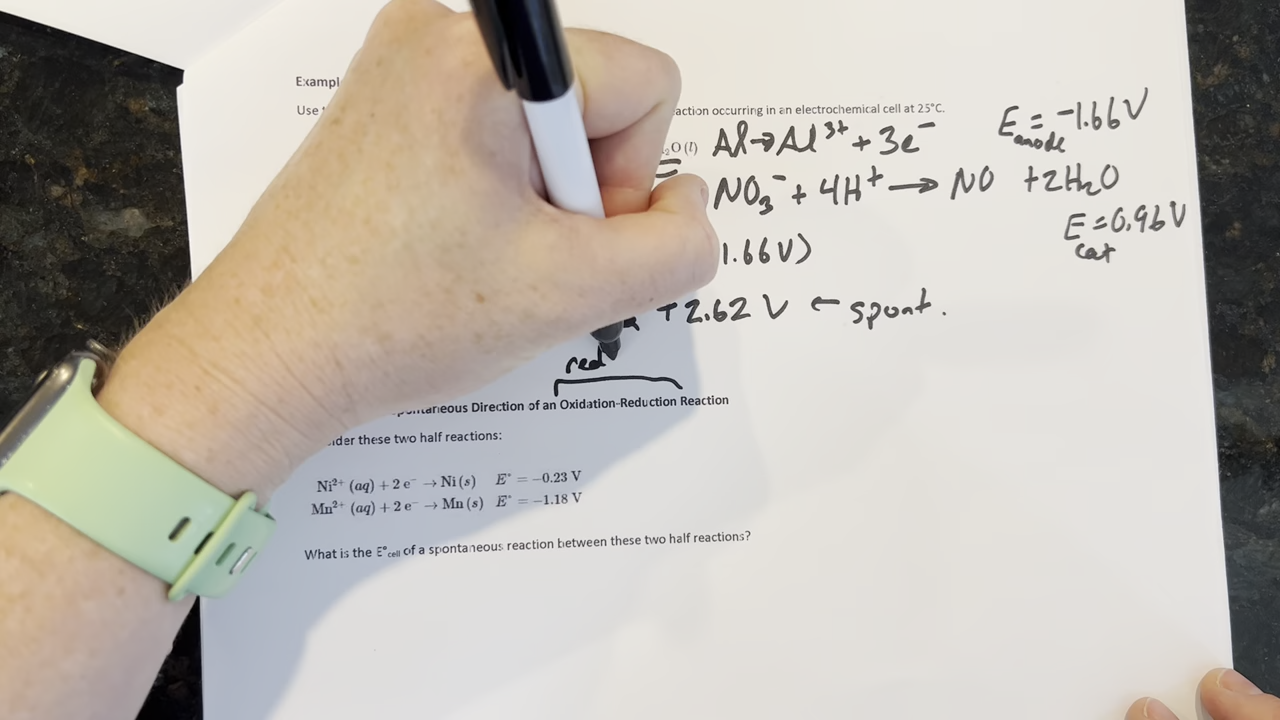 Exampl
Use
action occurring in an electrochemical cell at 25°C.
E = -1.66V
anode
₂O (l) Al → Al³⁺ + 3e⁻
NO₃⁻ + 4H⁺ → NO + 2H₂O
E = 0.96 V
cat
1.66 V)
+2.62 V ← spont.
red
pontaneous Direction of an Oxidation-Reduction Reaction
ider these two half reactions:
Ni²⁺ (aq) + 2 e⁻ → Ni (s) E° = −0.23 V
Mn²⁺ (aq) + 2 e⁻ → Mn (s) E° = −1.18 V
What is the E°cell of a spontaneous reaction between these two half reactions?